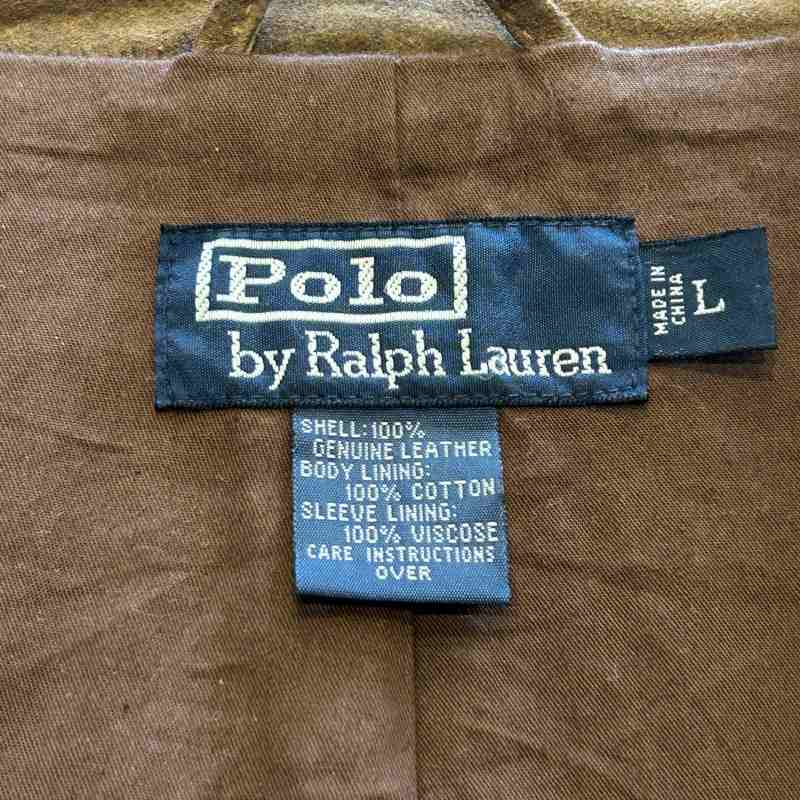 Polo
by Ralph Lauren
MADE IN
CHINA
L
SHELL: 100%
GENUINE LEATHER
BODY LINING:
100% COTTON
SLEEVE LINING:
100% VISCOSE
CARE INSTRUCTIONS
OVER